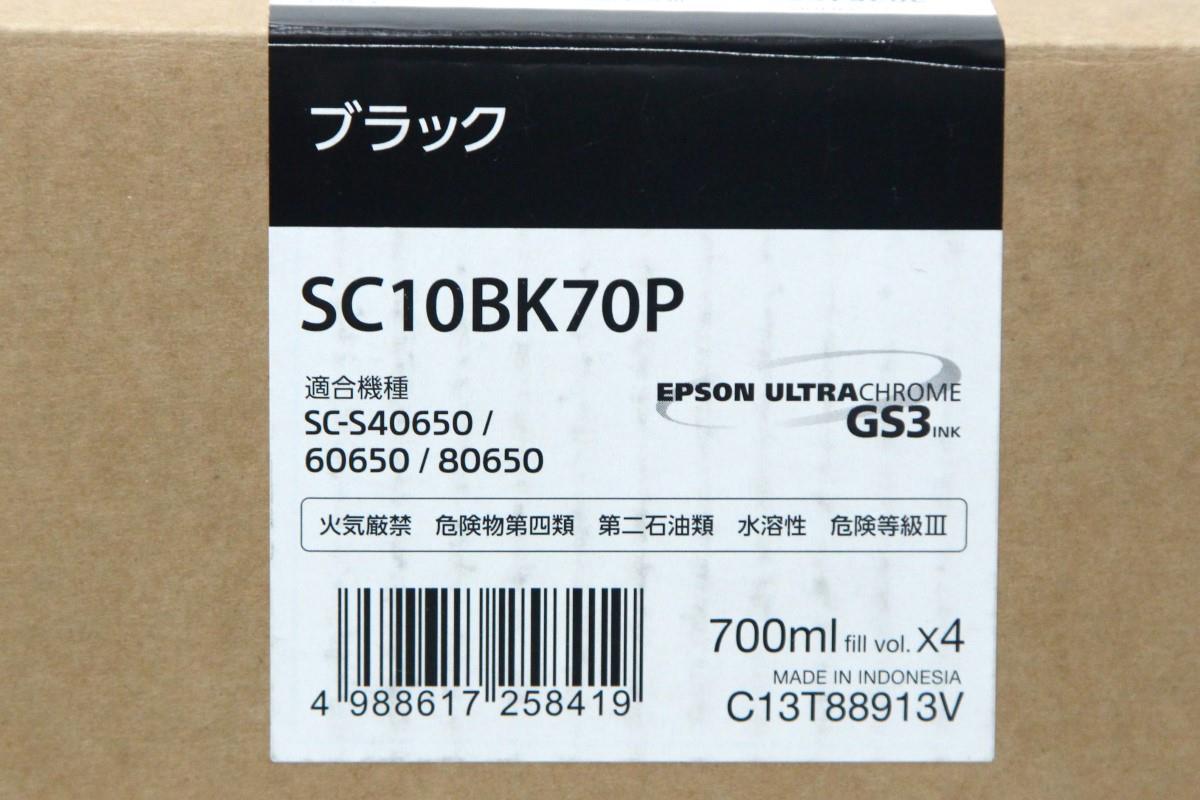 ブラック
SC10BK70P
適合機種
SC-S40650 /
60650 / 80650
EPSON ULTRACHROME
GS3 INK
火気厳禁 危険物第四類 第二石油類 水溶性 危険等級Ⅲ
4 988617 258419
700ml fill vol. X4
MADE IN INDONESIA
C13T88913V